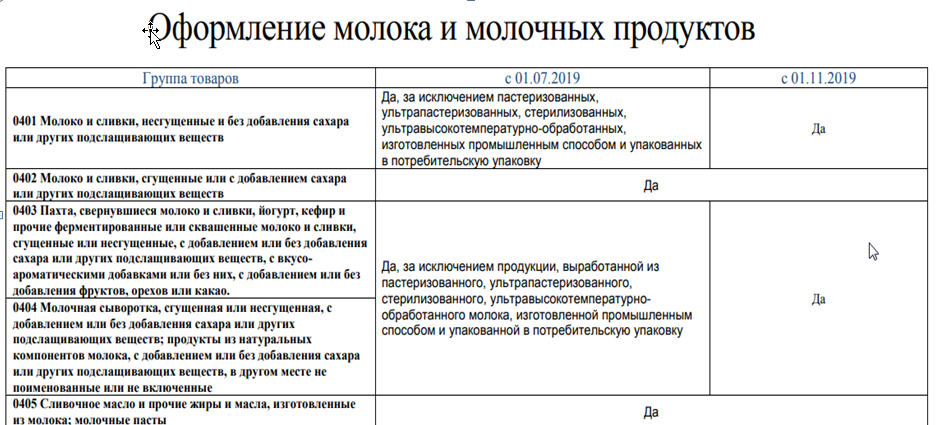 Оформление молока и молочных продуктов
Группа товаров
с 01.07.2019
с 01.11.2019
0401 Молоко и сливки, несгущенные и без добавления сахара
или других подслащивающих веществ
Да, за исключением пастеризованных,
ультрапастеризованных, стерилизованных,
ультравысокотемпературно-обработанных,
изготовленных промышленным способом и упакованных
в потребительскую упаковку
Да
0402 Молоко и сливки, сгущенные или с добавлением сахара
или других подслащивающих веществ
Да
0403 Пахта, свернувшиеся молоко и сливки, йогурт, кефир и
прочие ферментированные или сквашенные молоко и сливки,
сгущенные или несгущенные, с добавлением или без добавления
сахара или других подслащивающих веществ, с вкусо-
ароматическими добавками или без них, с добавлением или без
добавления фруктов, орехов или какао.
0404 Молочная сыворотка, сгущенная или несгущенная, с
добавлением или без добавления сахара или других
подслащивающих веществ; продукты из натуральных
компонентов молока, с добавлением или без добавления сахара
или других подслащивающих веществ, в другом месте не
поименованные или не включенные
Да, за исключением продукции, выработанной из
пастеризованного, ультрапастеризованного,
стерилизованного, ультравысокотемпературно-
обработанного молока, изготовленной промышленным
способом и упакованной в потребительскую упаковку
Да
0405 Сливочное масло и прочие жиры и масла, изготовленные
из молока; молочные пасты
Да